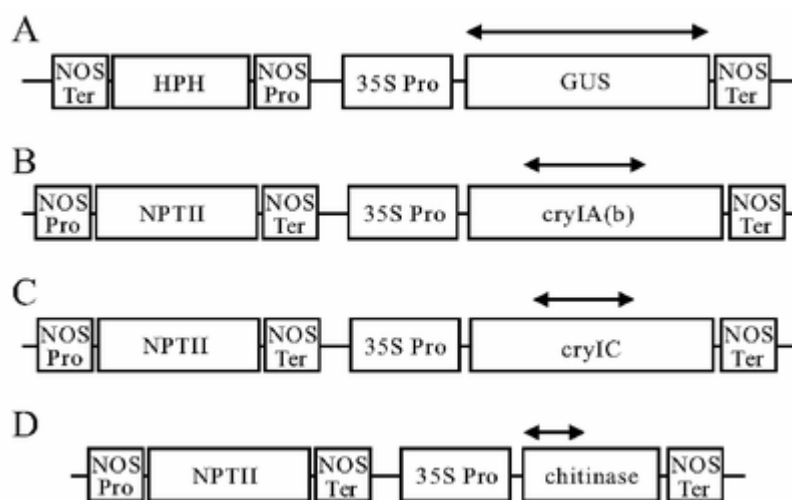 A
NOS Ter HPH NOS Pro 35S Pro GUS NOS Ter
B
NOS Pro NPTII NOS Ter 35S Pro cryIA(b) NOS Ter
C
NOS Pro NPTII NOS Ter 35S Pro cryIC NOS Ter
D
NOS Pro NPTII NOS Ter 35S Pro chitinase NOS Ter